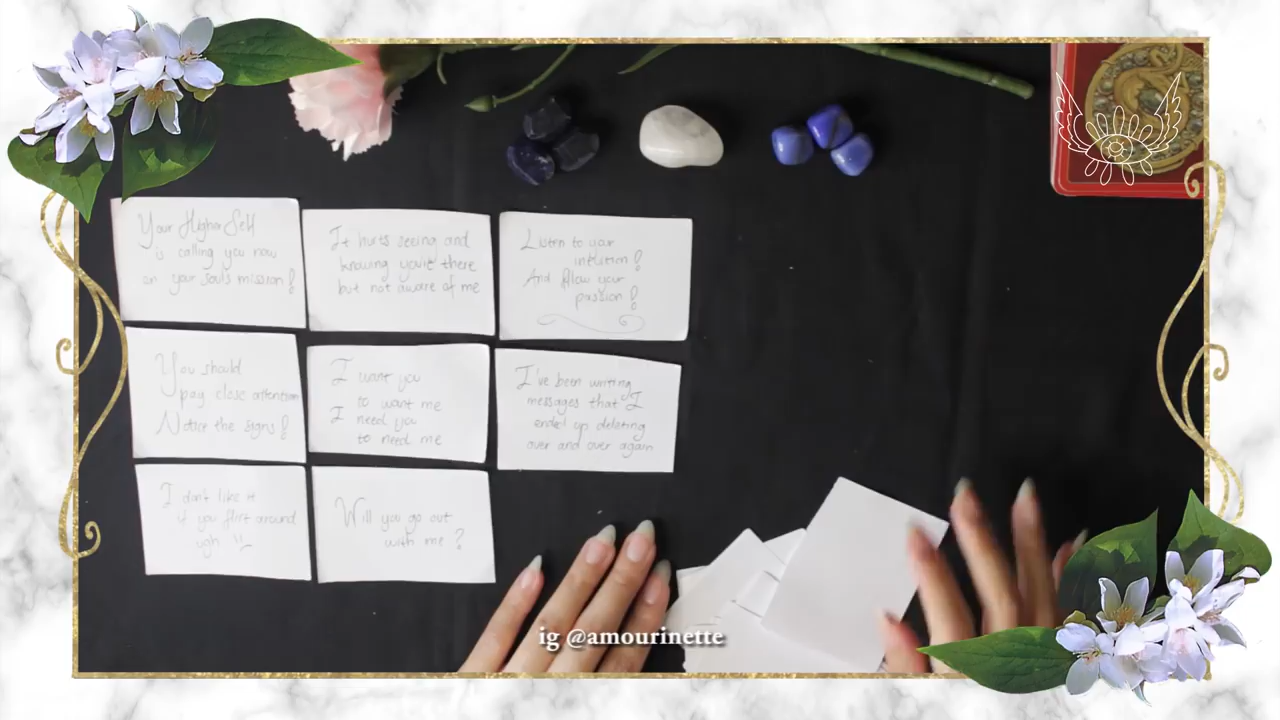 Your Higher Self
is calling you now
on your souls mission!
It hurts seeing and
knowing you're there
but not aware of me
Listen to your
intuition!
And follow your
passion!
You should
pay close attention
Notice the signs!
I want you
to want me
I need you
to need me
I've been writing
messages that I
ended up deleting
over and over again
I don't like it
if you flirt around
ugh
Will you go out
with me?
ig @amourinette